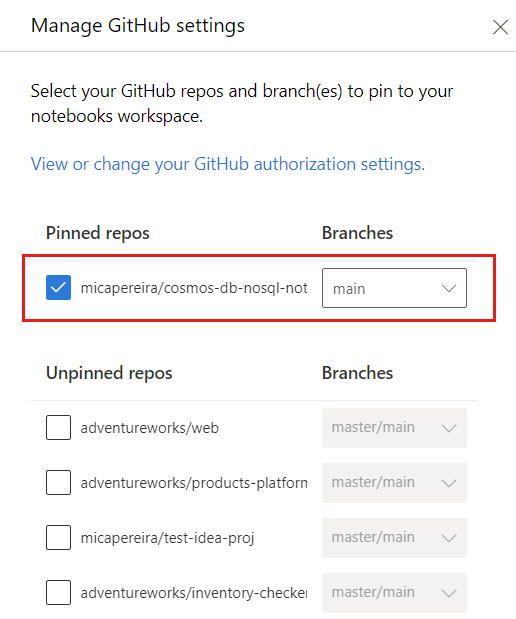 Manage GitHub settings
Select your GitHub repos and branch(es) to pin to your
notebooks workspace.
View or change your GitHub authorization settings.
Pinned repos Branches
micapereira/cosmos-db-nosql-not main
Unpinned repos Branches
adventureworks/web master/main
adventureworks/products-platform master/main
micapereira/test-idea-proj master/main
adventureworks/inventory-checker master/main